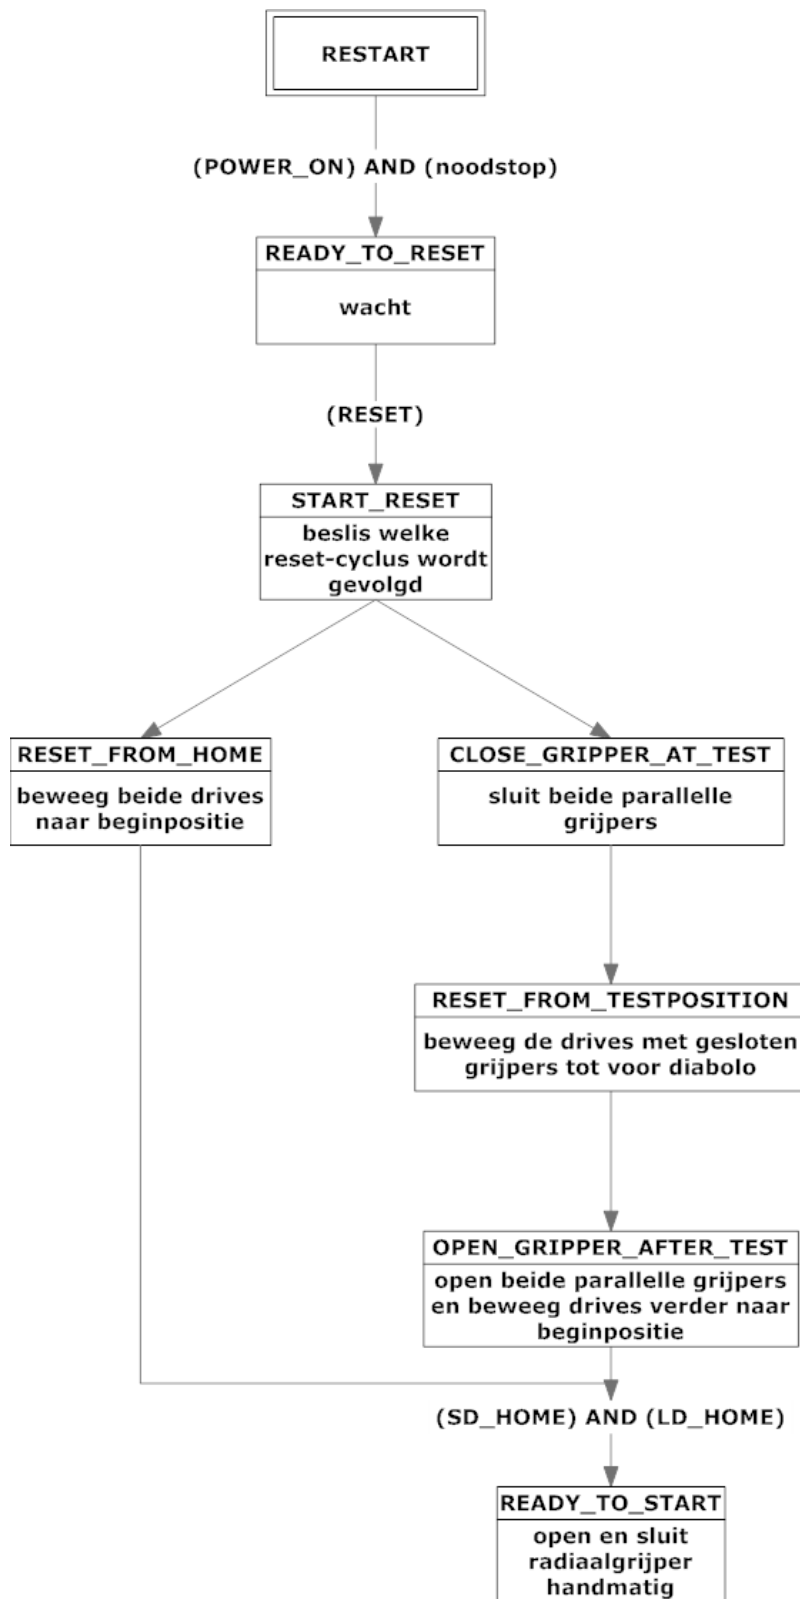 RESTART
(POWER_ON) AND (noodstop)
READY_TO_RESET
wacht
(RESET)
START_RESET
beslis welke
reset-cyclus wordt
gevolgd
RESET_FROM_HOME
beweeg beide drives
naar beginpositie
CLOSE_GRIPPER_AT_TEST
sluit beide parallelle
grijpers
RESET_FROM_TESTPOSITION
beweeg de drives met gesloten
grijpers tot voor diabolo
OPEN_GRIPPER_AFTER_TEST
open beide parallelle grijpers
en beweeg drives verder naar
beginpositie
(SD_HOME) AND (LD_HOME)
READY_TO_START
open en sluit
radiaalgrijper
handmatig